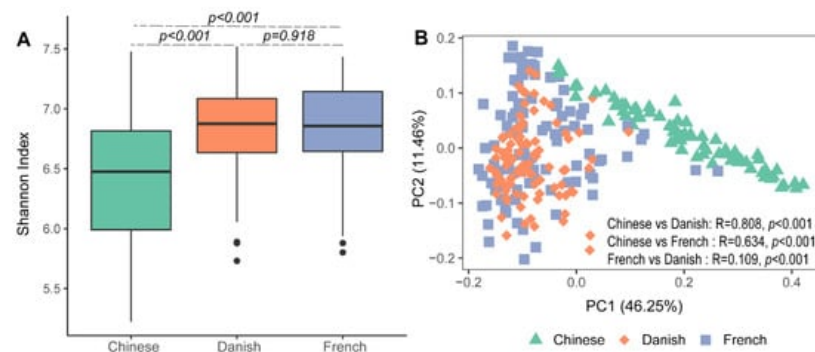 A
p<0.001
p<0.001
p=0.918
Shannon Index
7.5
7.0
6.5
6.0
5.5
Chinese
Danish
French
B
PC2 (11.46%)
0.2
0.1
0.0
−0.1
−0.2
Chinese vs Danish: R=0.808, p<0.001
Chinese vs French : R=0.634, p<0.001
French vs Danish : R=0.109, p<0.001
−0.2
0.0
0.2
0.4
PC1 (46.25%)
Chinese
Danish
French